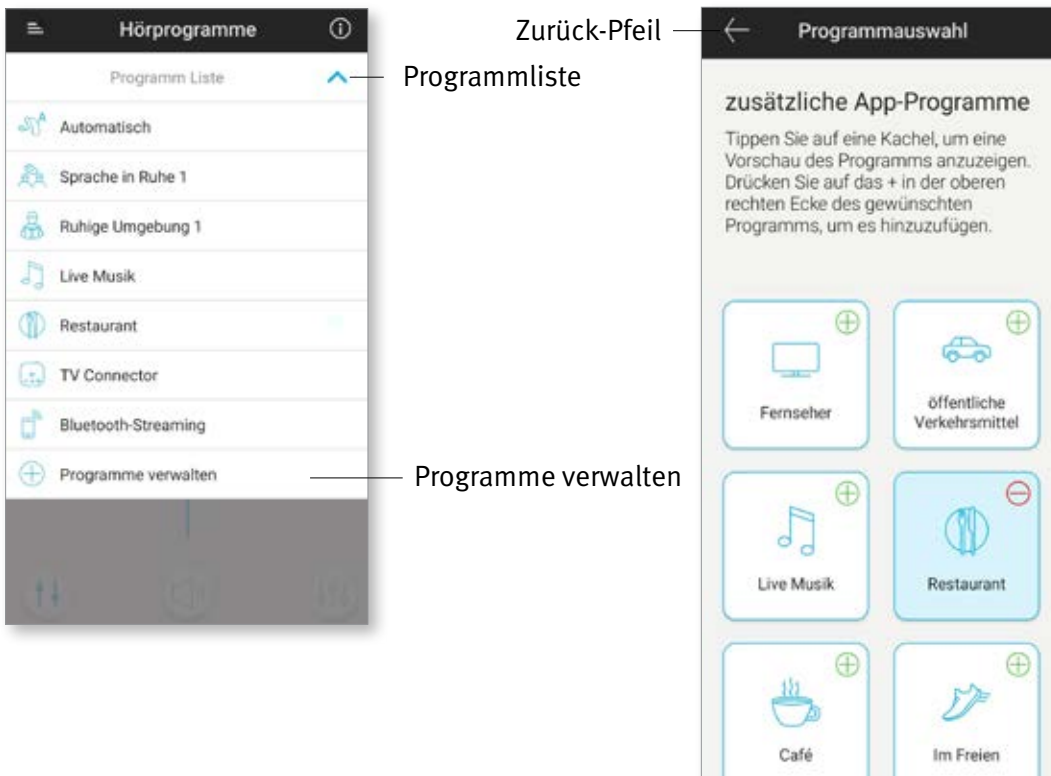 Hörprogramme
Programm Liste
Automatisch
Sprache in Ruhe 1
Ruhige Umgebung 1
Live Musik
Restaurant
TV Connector
Bluetooth-Streaming
Programme verwalten
Programmliste
Programme verwalten
Zurück-Pfeil
Programmauswahl
zusätzliche App-Programme
Tippen Sie auf eine Kachel, um eine
Vorschau des Programms anzuzeigen.
Drücken Sie auf das + in der oberen
rechten Ecke des gewünschten
Programms, um es hinzuzufügen.
Fernseher
öffentliche
Verkehrsmittel
Live Musik
Restaurant
Café
Im Freien